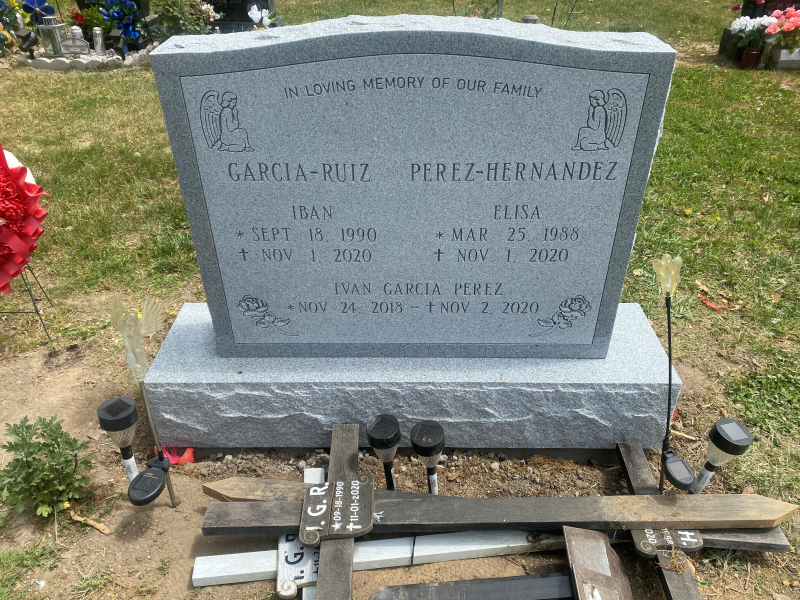 IN LOVING MEMORY OF OUR FAMILY
GARCIA-RUIZ PEREZ-HERNANDEZ
IBAN ELISA
* SEPT. 18, 1990 * MAR. 25, 1988
† NOV. 1, 2020 † NOV. 1, 2020
IVAN GARCIA PEREZ
*NOV. 24, 2018 – † NOV. 2, 2020
I. G. R.
★09-18-1990
✝11-01-2020
I. G.
H.